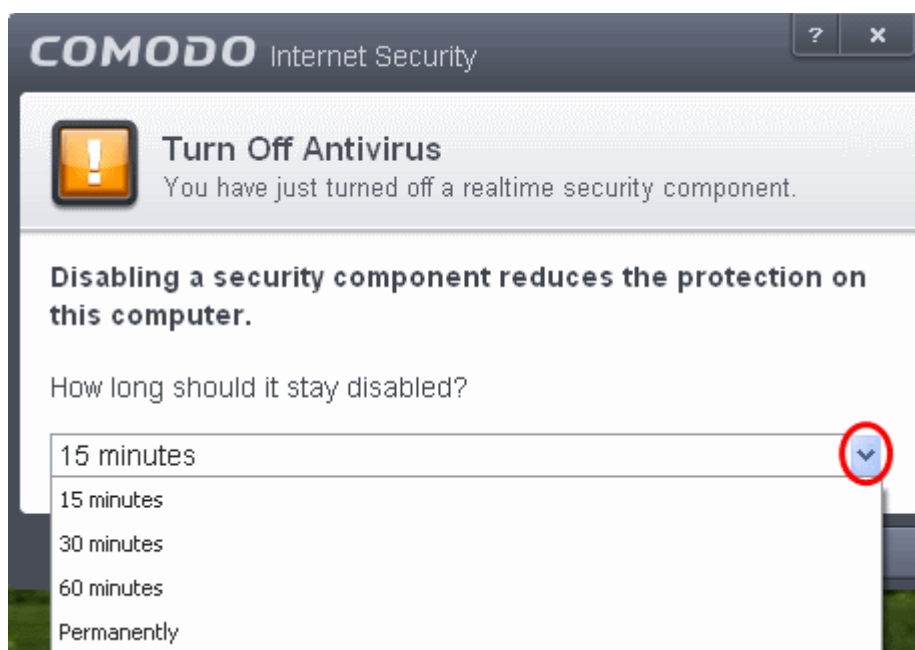 COMODO Internet Security
? x
Turn Off Antivirus
You have just turned off a realtime security component.
Disabling a security component reduces the protection on
this computer.
How long should it stay disabled?
15 minutes
15 minutes
30 minutes
60 minutes
Permanently